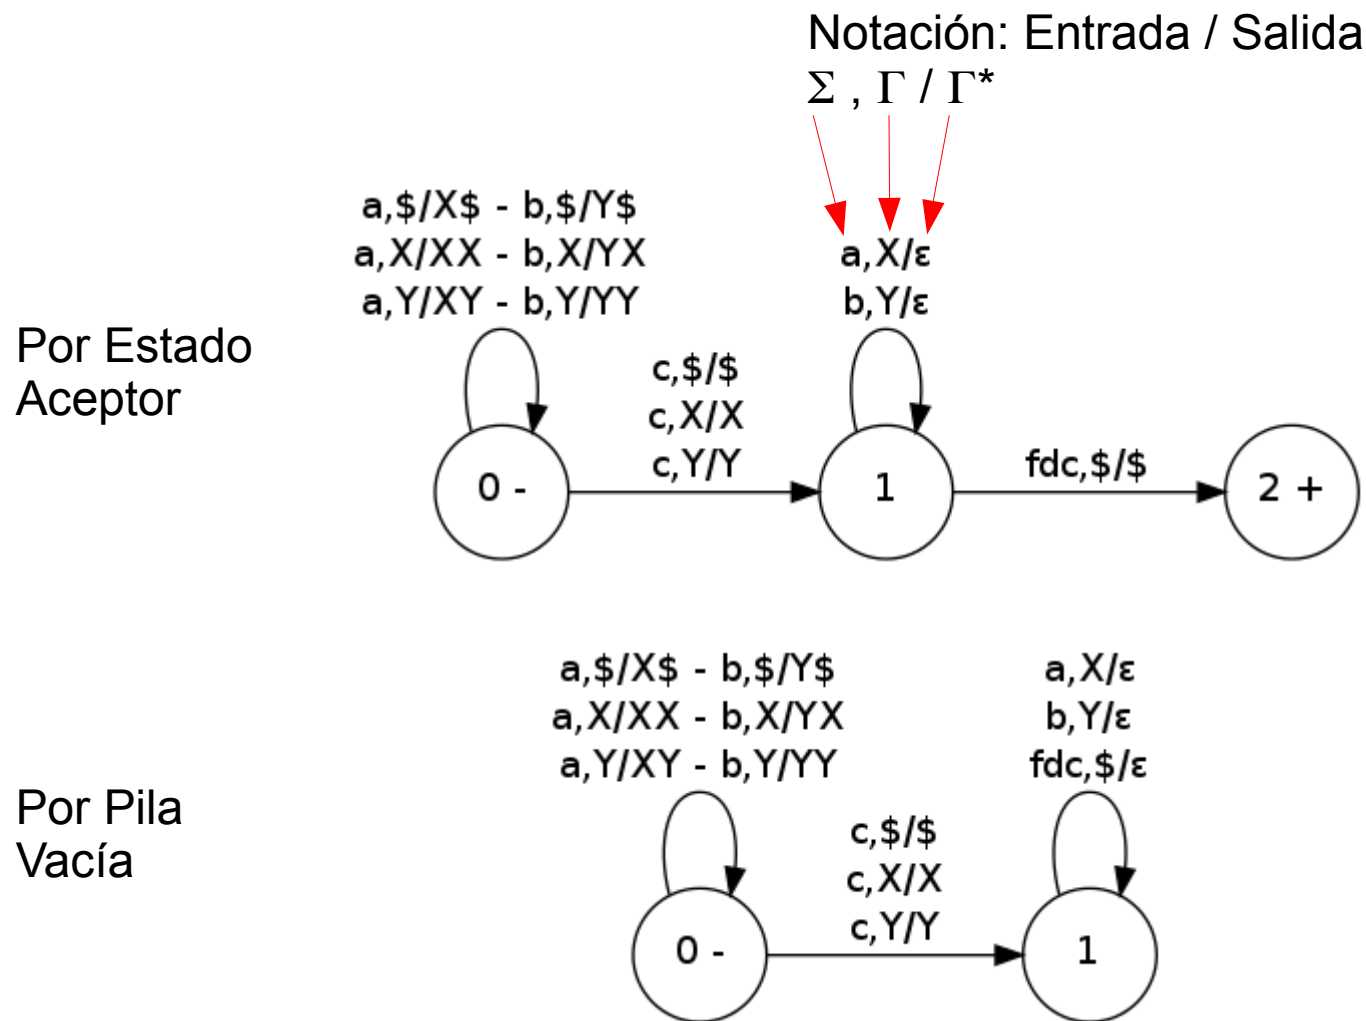 Notación: Entrada / Salida
Σ , Γ / Γ*
a,$/X$ - b,$/Y$
a,X/XX - b,X/YX
a,Y/XY - b,Y/YY
a,X/ε
b,Y/ε
Por Estado
Aceptor
c,$/$
c,X/X
c,Y/Y
fdc,$/$
0 -
1
2 +
a,$/X$ - b,$/Y$
a,X/XX - b,X/YX
a,Y/XY - b,Y/YY
a,X/ε
b,Y/ε
fdc,$/ε
Por Pila
Vacía
c,$/$
c,X/X
c,Y/Y
0 -
1